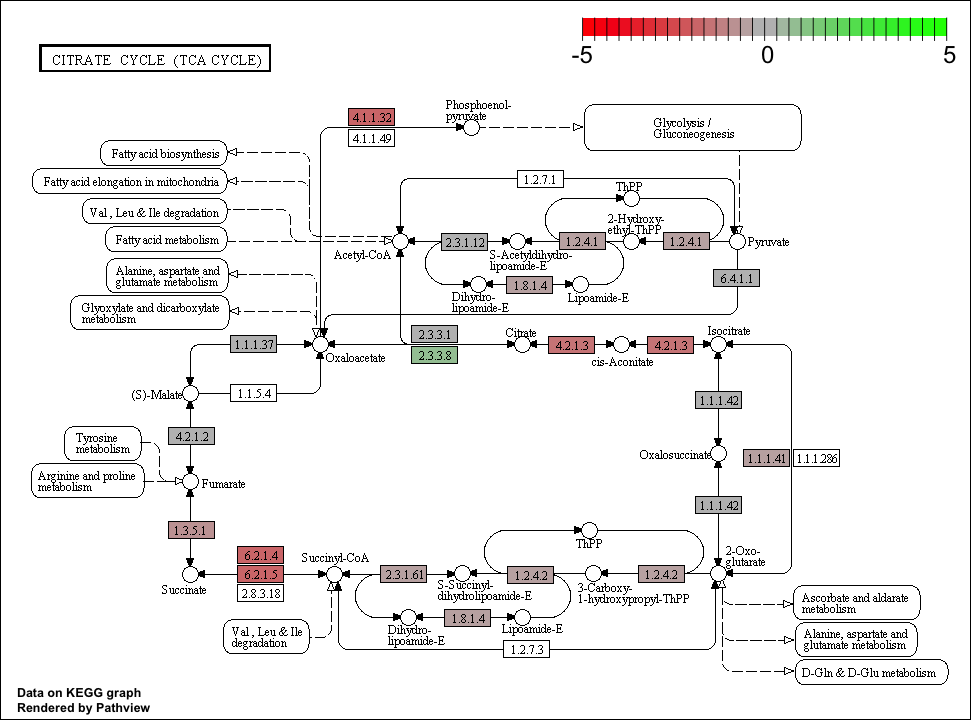 -5
0
5
CITRATE CYCLE (TCA CYCLE)
Phosphoenol-
pyruvate
4.1.1.32
4.1.1.49
Glycolysis /
Gluconeogenesis
Fatty acid biosynthesis
Fatty acid elongation in mitochondria
Val , Leu & Ile degradation
Fatty acid metabolism
Alanine, aspartate and
glutamate metabolism
Glyoxylate and dicarboxylate
metabolism
1.2.7.1
ThPP
2-Hydroxy-
ethyl-ThPP
2.3.1.12
1.2.4.1
1.2.4.1
Acetyl-CoA
S-Acetyldihydro-
lipoamide-E
Pyruvate
1.8.1.4
6.4.1.1
Dihydro-
lipoamide-E
Lipoamide-E
1.1.1.37
Oxaloacetate
2.3.3.1
2.3.3.8
Citrate
4.2.1.3
cis-Aconitate
4.2.1.3
Isocitrate
(S)-Malate
1.1.5.4
1.1.1.42
4.2.1.2
Tyrosine
metabolism
Arginine and proline
metabolism
Fumarate
Oxalosuccinate
1.1.1.41
1.1.1.286
1.1.1.42
1.3.5.1
ThPP
6.2.1.4
6.2.1.5
2.8.3.18
Succinate
Succinyl-CoA
2.3.1.61
S-Succinyl-
dihydrolipoamide-E
1.2.4.2
3-Carboxy-
1-hydroxypropyl-ThPP
1.2.4.2
2-Oxo-
glutarate
1.8.1.4
Dihydro-
lipoamide-E
Lipoamide-E
1.2.7.3
Val , Leu & Ile
degradation
Ascorbate and aldarate
metabolism
Alanine, aspartate and
glutamate metabolism
D-Gln & D-Glu metabolism
Data on KEGG graph
Rendered by Pathview